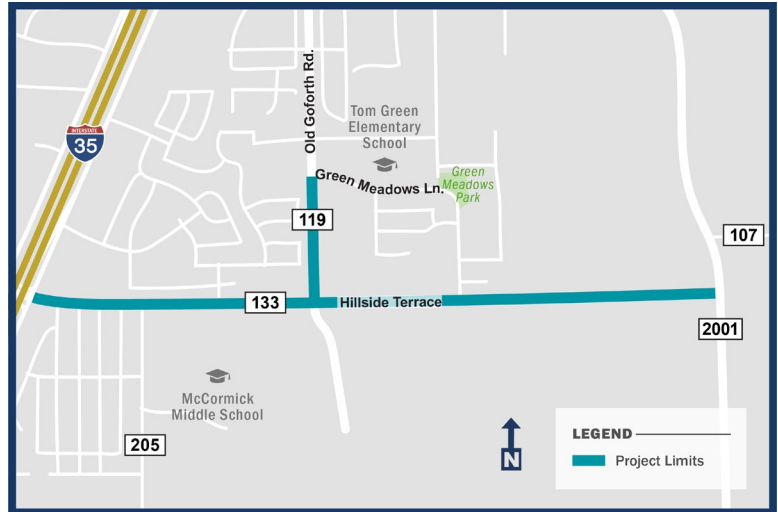 Old Goforth Rd.
Tom Green
Elementary
School
INTERSTATE
35
Green Meadows Ln.
Green
Meadows
Park
119
107
133
Hillside Terrace
2001
McCormick
Middle School
205
N
LEGEND
Project Limits